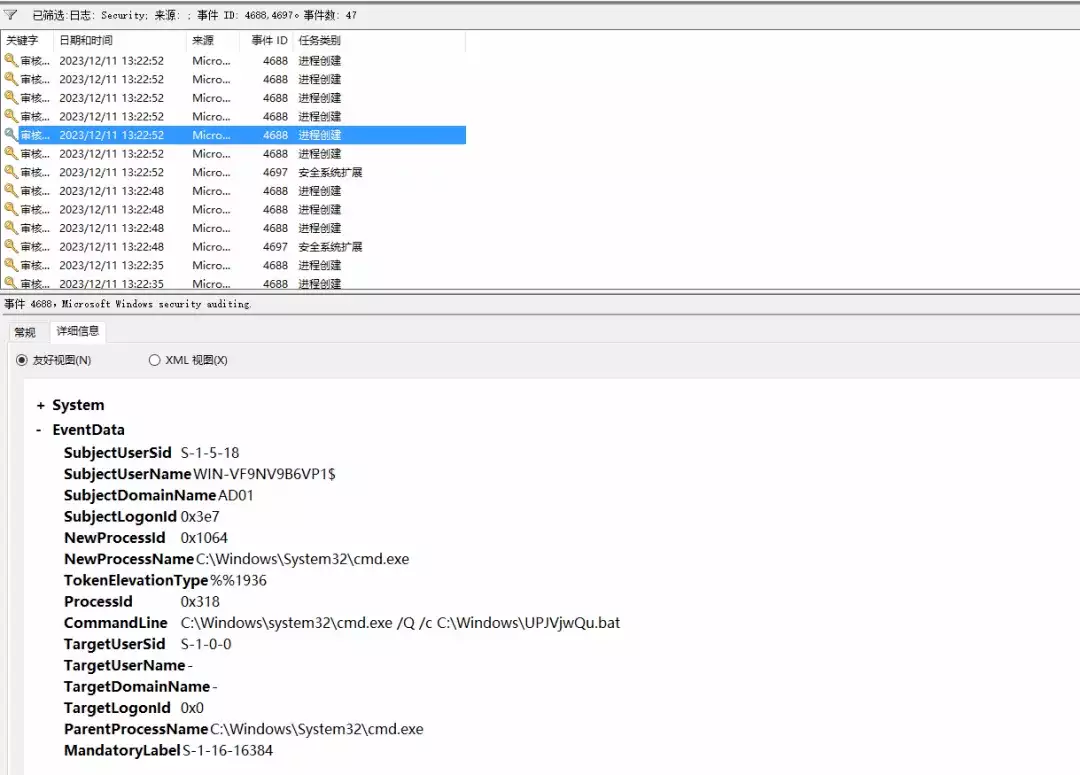 已筛选:日志: Security; 来源: ; 事件 ID: 4688,4697。事件数: 47
关键字 日期和时间 来源 事件 ID 任务类别
审核... 2023/12/11 13:22:52 Micro... 4688 进程创建
审核... 2023/12/11 13:22:52 Micro... 4688 进程创建
审核... 2023/12/11 13:22:52 Micro... 4688 进程创建
审核... 2023/12/11 13:22:52 Micro... 4688 进程创建
审核... 2023/12/11 13:22:52 Micro... 4688 进程创建
审核... 2023/12/11 13:22:52 Micro... 4688 进程创建
审核... 2023/12/11 13:22:52 Micro... 4697 安全系统扩展
审核... 2023/12/11 13:22:48 Micro... 4688 进程创建
审核... 2023/12/11 13:22:48 Micro... 4688 进程创建
审核... 2023/12/11 13:22:48 Micro... 4688 进程创建
审核... 2023/12/11 13:22:48 Micro... 4697 安全系统扩展
审核... 2023/12/11 13:22:35 Micro... 4688 进程创建
审核... 2023/12/11 13:22:35 Micro... 4688 进程创建
事件 4688，Microsoft Windows security auditing.
常规 详细信息
友好视图(N) XML 视图(X)
+ System
- EventData
SubjectUserSid S-1-5-18
SubjectUserName WIN-VF9NV9B6VP1$
SubjectDomainName AD01
SubjectLogonId 0x3e7
NewProcessId 0x1064
NewProcessName C:\Windows\System32\cmd.exe
TokenElevationType %%1936
ProcessId 0x318
CommandLine C:\Windows\system32\cmd.exe /Q /c C:\Windows\UPJVjwQu.bat
TargetUserSid S-1-0-0
TargetUserName -
TargetDomainName -
TargetLogonId 0x0
ParentProcessName C:\Windows\System32\cmd.exe
MandatoryLabel S-1-16-16384